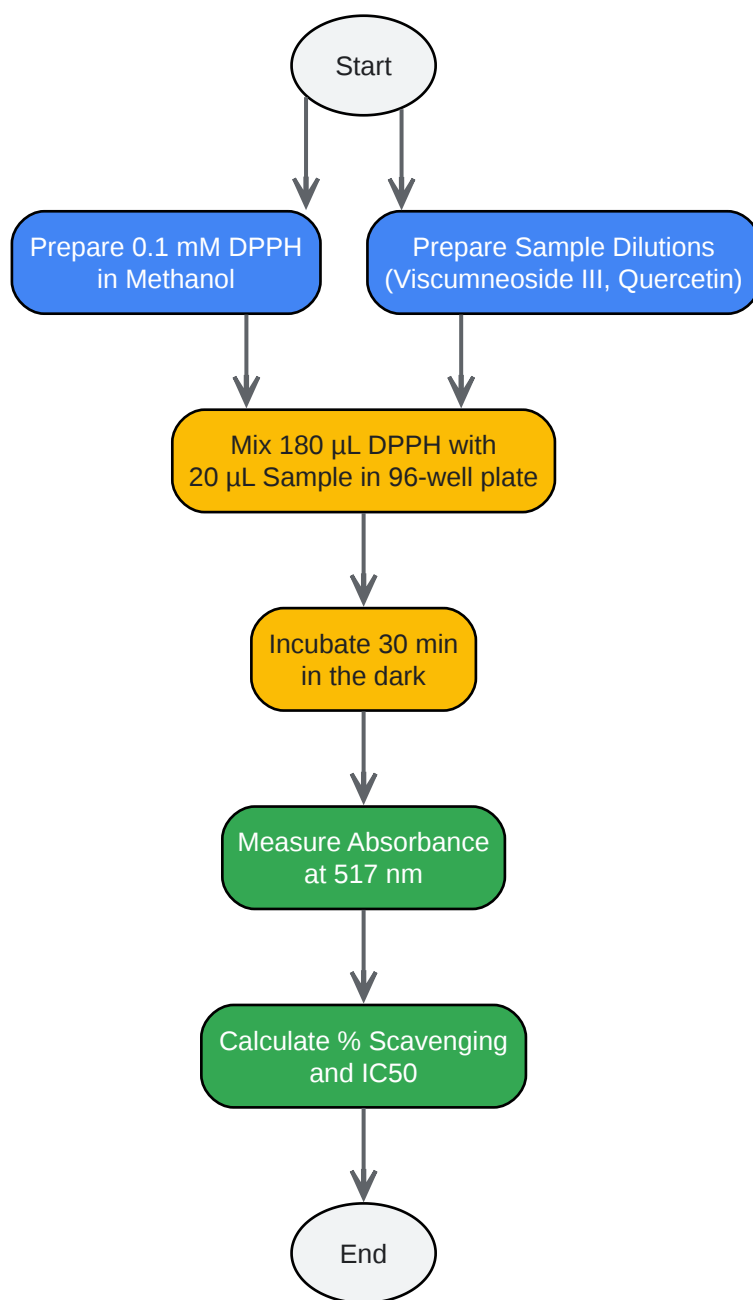 Start
Prepare 0.1 mM DPPH
in Methanol
Prepare Sample Dilutions
(Viscumneoside III, Quercetin)
Mix 180 µL DPPH with
20 µL Sample in 96-well plate
Incubate 30 min
in the dark
Measure Absorbance
at 517 nm
Calculate % Scavenging
and IC50
End